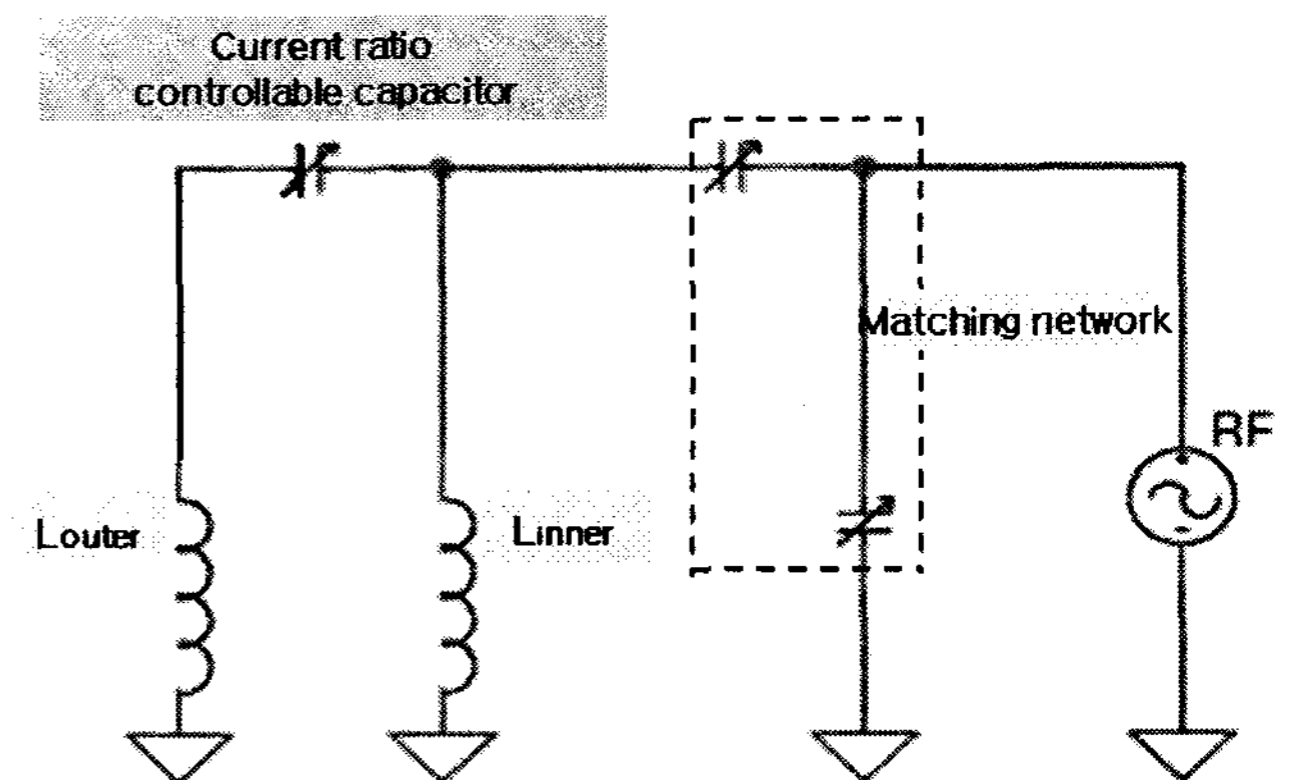 Current ratio
controllable capacitor
Matching network
RF
Louter
Linner